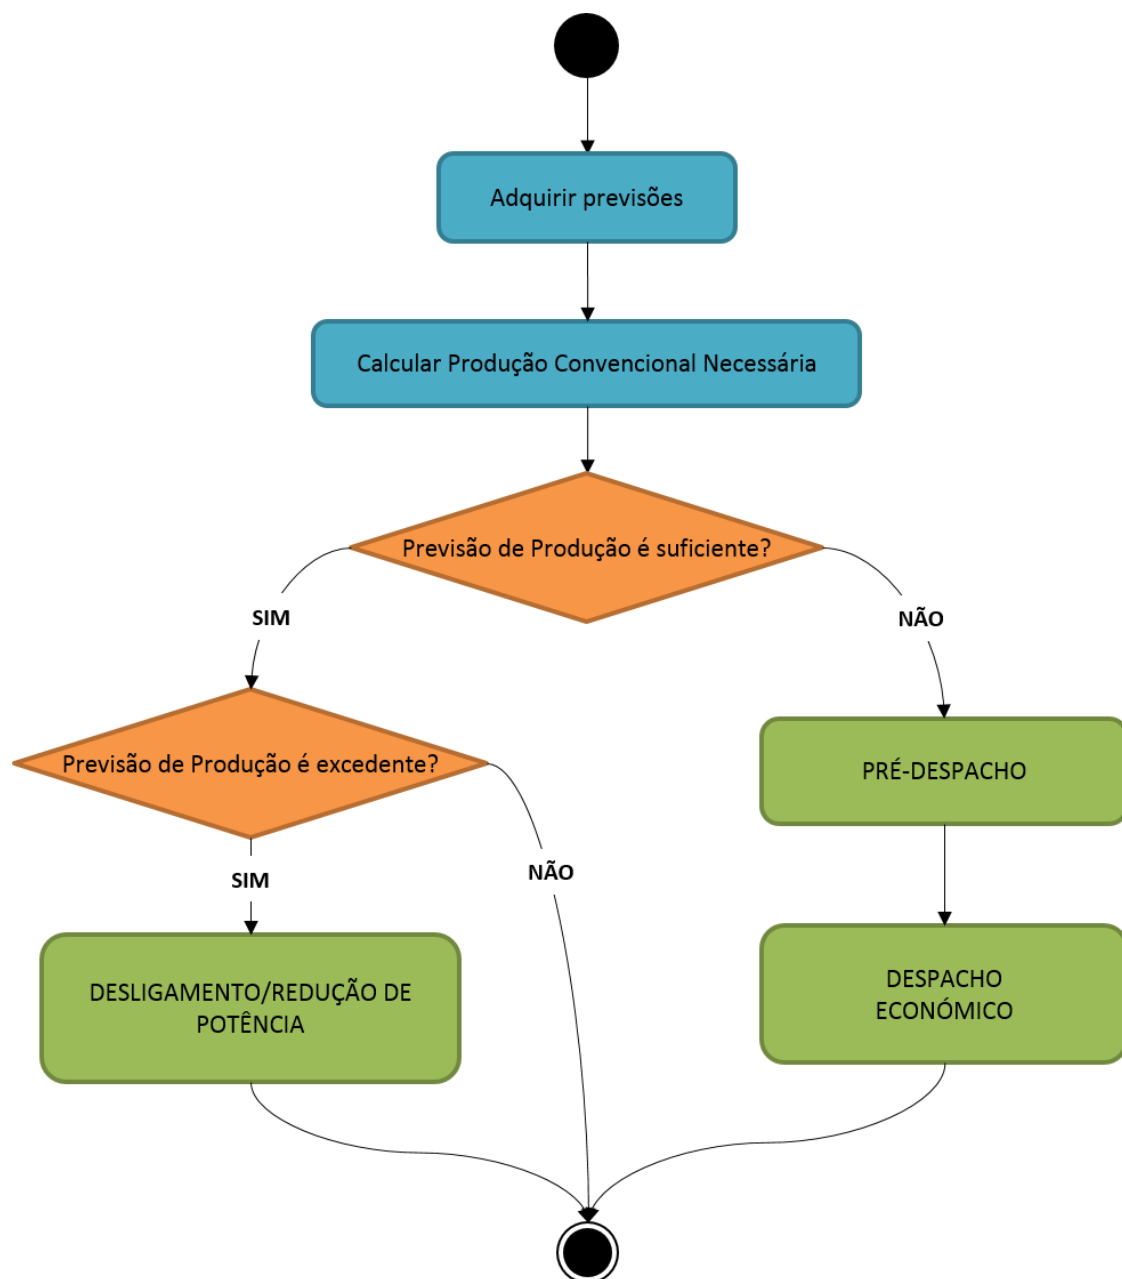 Adquirir previsões
Calcular Produção Convencional Necessária
Previsão de Produção é suficiente?
SIM
NÃO
Previsão de Produção é excedente?
PRÉ-DESPACHO
SIM
NÃO
DESLIGAMENTO/REDUÇÃO DE
POTÊNCIA
DESPACHO
ECONÓMICO